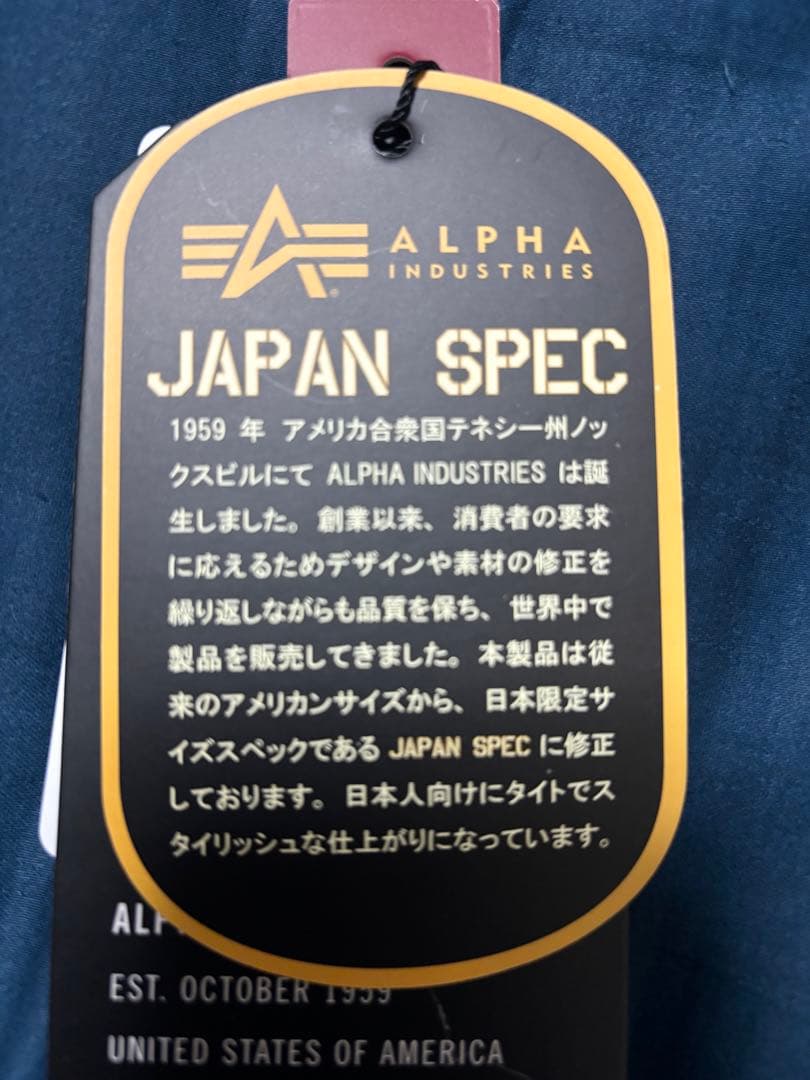 ALPHA
INDUSTRIES
JAPAN SPEC
1959 年 アメリカ合衆国テネシー州ノッ
クスビルにて ALPHA INDUSTRIES は誕
生しました。創業以来、消費者の要求
に応えるためデザインや素材の修正を
繰り返しながらも品質を保ち、世界中で
製品を販売してきました。本製品は従
来のアメリカンサイズから、日本限定サ
イズスペックである JAPAN SPEC に修正
しております。日本人向けにタイトでス
タイリッシュな仕上がりになっています。
EST. OCTOBER 1959
UNITED STATES OF AMERICA